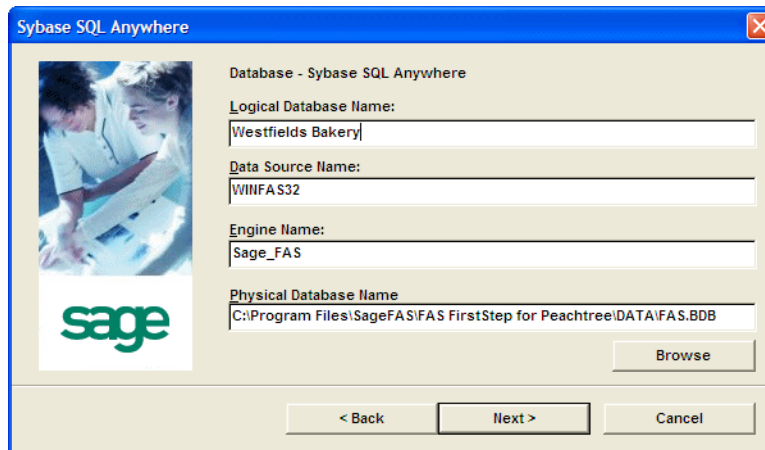 Sybase SQL Anywhere
Database - Sybase SQL Anywhere
Logical Database Name:
Westfields Bakery
Data Source Name:
WINFAS32
Engine Name:
Sage_FAS
Physical Database Name
C:\Program Files\SageFAS\FAS FirstStep for Peachtree\DATA\FAS.BDB
sage
Browse
< Back
Next >
Cancel